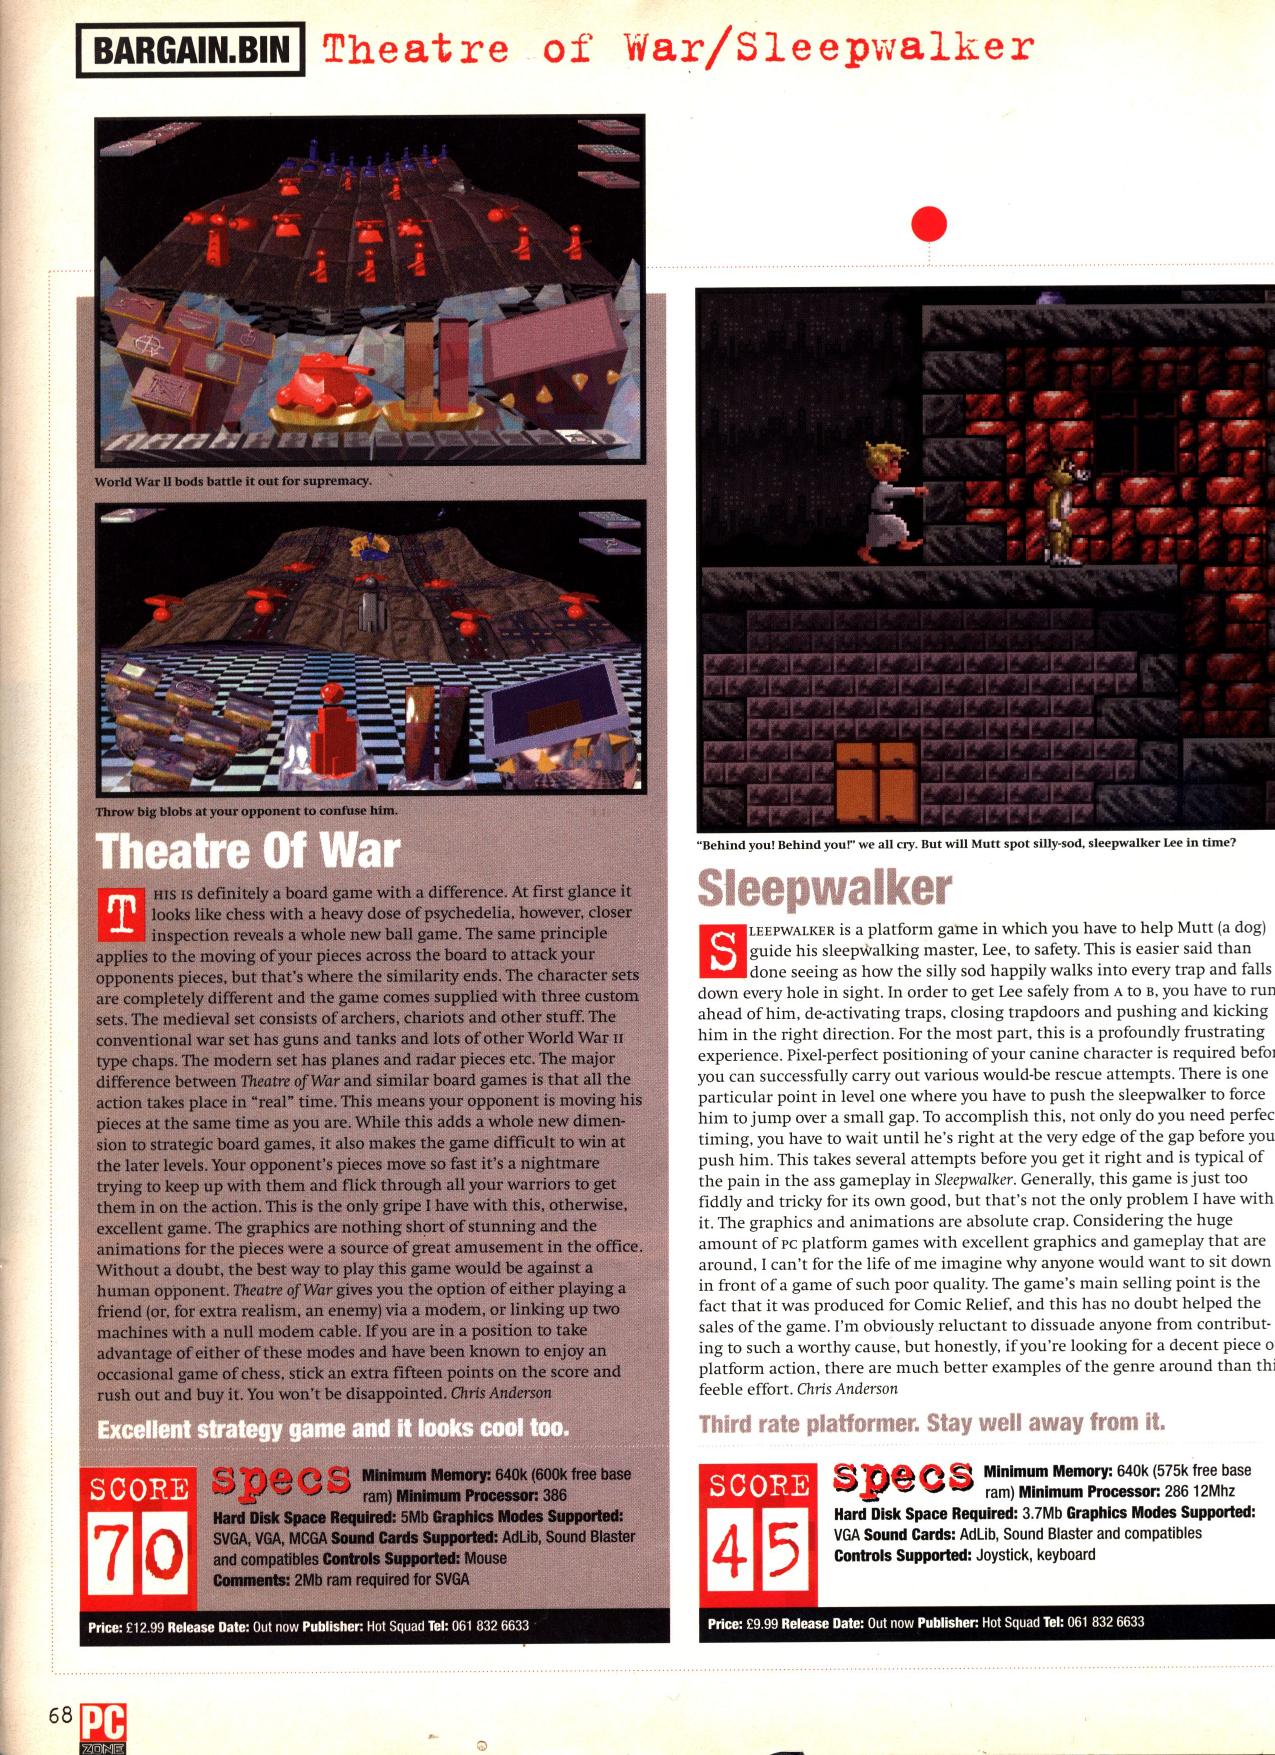 BARGAIN.BIN Theatre of War/Sleepwalker
World War II bods battle it out for supremacy.
Throw big blobs at your opponent to confuse him.
Theatre Of War
THIS IS definitely a board game with a difference. At first glance it
looks like chess with a heavy dose of psychedelia, however, closer
inspection reveals a whole new ball game. The same principle
applies to the moving of your pieces across the board to attack your
opponents pieces, but that's where the similarity ends. The character sets
are completely different and the game comes supplied with three custom
sets. The medieval set consists of archers, chariots and other stuff. The
conventional war set has guns and tanks and lots of other World War II
type chaps. The modern set has planes and radar pieces etc. The major
difference between Theatre of War and similar board games is that all the
action takes place in "real" time. This means your opponent is moving his
pieces at the same time as you are. While this adds a whole new dimen-
sion to strategic board games, it also makes the game difficult to win at
the later levels. Your opponent's pieces move so fast it's a nightmare
trying to keep up with them and flick through all your warriors to get
them in on the action. This is the only gripe I have with this, otherwise,
excellent game. The graphics are nothing short of stunning and the
animations for the pieces were a source of great amusement in the office.
Without a doubt, the best way to play this game would be against a
human opponent. Theatre of War gives you the option of either playing a
friend (or, for extra realism, an enemy) via a modem, or linking up two
machines with a null modem cable. If you are in a position to take
advantage of either of these modes and have been known to enjoy an
occasional game of chess, stick an extra fifteen points on the score and
rush out and buy it. You won't be disappointed. Chris Anderson
Excellent strategy game and it looks cool too.
SCORE
70
specs Minimum Memory: 640k (600k free base
ram) Minimum Processor: 386
Hard Disk Space Required: 5Mb Graphics Modes Supported:
SVGA, VGA, MCGA Sound Cards Supported: AdLib, Sound Blaster
and compatibles Controls Supported: Mouse
Comments: 2Mb ram required for SVGA
Price: £12.99 Release Date: Out now Publisher: Hot Squad Tel: 061 832 6633
"Behind you! Behind you!" we all cry. But will Mutt spot silly-sod, sleepwalker Lee in time?
Sleepwalker
SLEEPWALKER is a platform game in which you have to help Mutt (a dog)
guide his sleepwalking master, Lee, to safety. This is easier said than
done seeing as how the silly sod happily walks into every trap and falls
down every hole in sight. In order to get Lee safely from A to B, you have to run
ahead of him, de-activating traps, closing trapdoors and pushing and kicking
him in the right direction. For the most part, this is a profoundly frustrating
experience. Pixel-perfect positioning of your canine character is required befor
you can successfully carry out various would-be rescue attempts. There is one
particular point in level one where you have to push the sleepwalker to force
him to jump over a small gap. To accomplish this, not only do you need perfec
timing, you have to wait until he's right at the very edge of the gap before you
push him. This takes several attempts before you get it right and is typical of
the pain in the ass gameplay in Sleepwalker. Generally, this game is just too
fiddly and tricky for its own good, but that's not the only problem I have with
it. The graphics and animations are absolute crap. Considering the huge
amount of PC platform games with excellent graphics and gameplay that are
around, I can't for the life of me imagine why anyone would want to sit down
in front of a game of such poor quality. The game's main selling point is the
fact that it was produced for Comic Relief, and this has no doubt helped the
sales of the game. I'm obviously reluctant to dissuade anyone from contribut-
ing to such a worthy cause, but honestly, if you're looking for a decent piece o
platform action, there are much better examples of the genre around than thi
feeble effort. Chris Anderson
Third rate platformer. Stay well away from it.
SCORE
45
specs Minimum Memory: 640k (575k free base
ram) Minimum Processor: 286 12Mhz
Hard Disk Space Required: 3.7Mb Graphics Modes Supported:
VGA Sound Cards: AdLib, Sound Blaster and compatibles
Controls Supported: Joystick, keyboard
Price: £9.99 Release Date: Out now Publisher: Hot Squad Tel: 061 832 6633
68 PC
ZONE